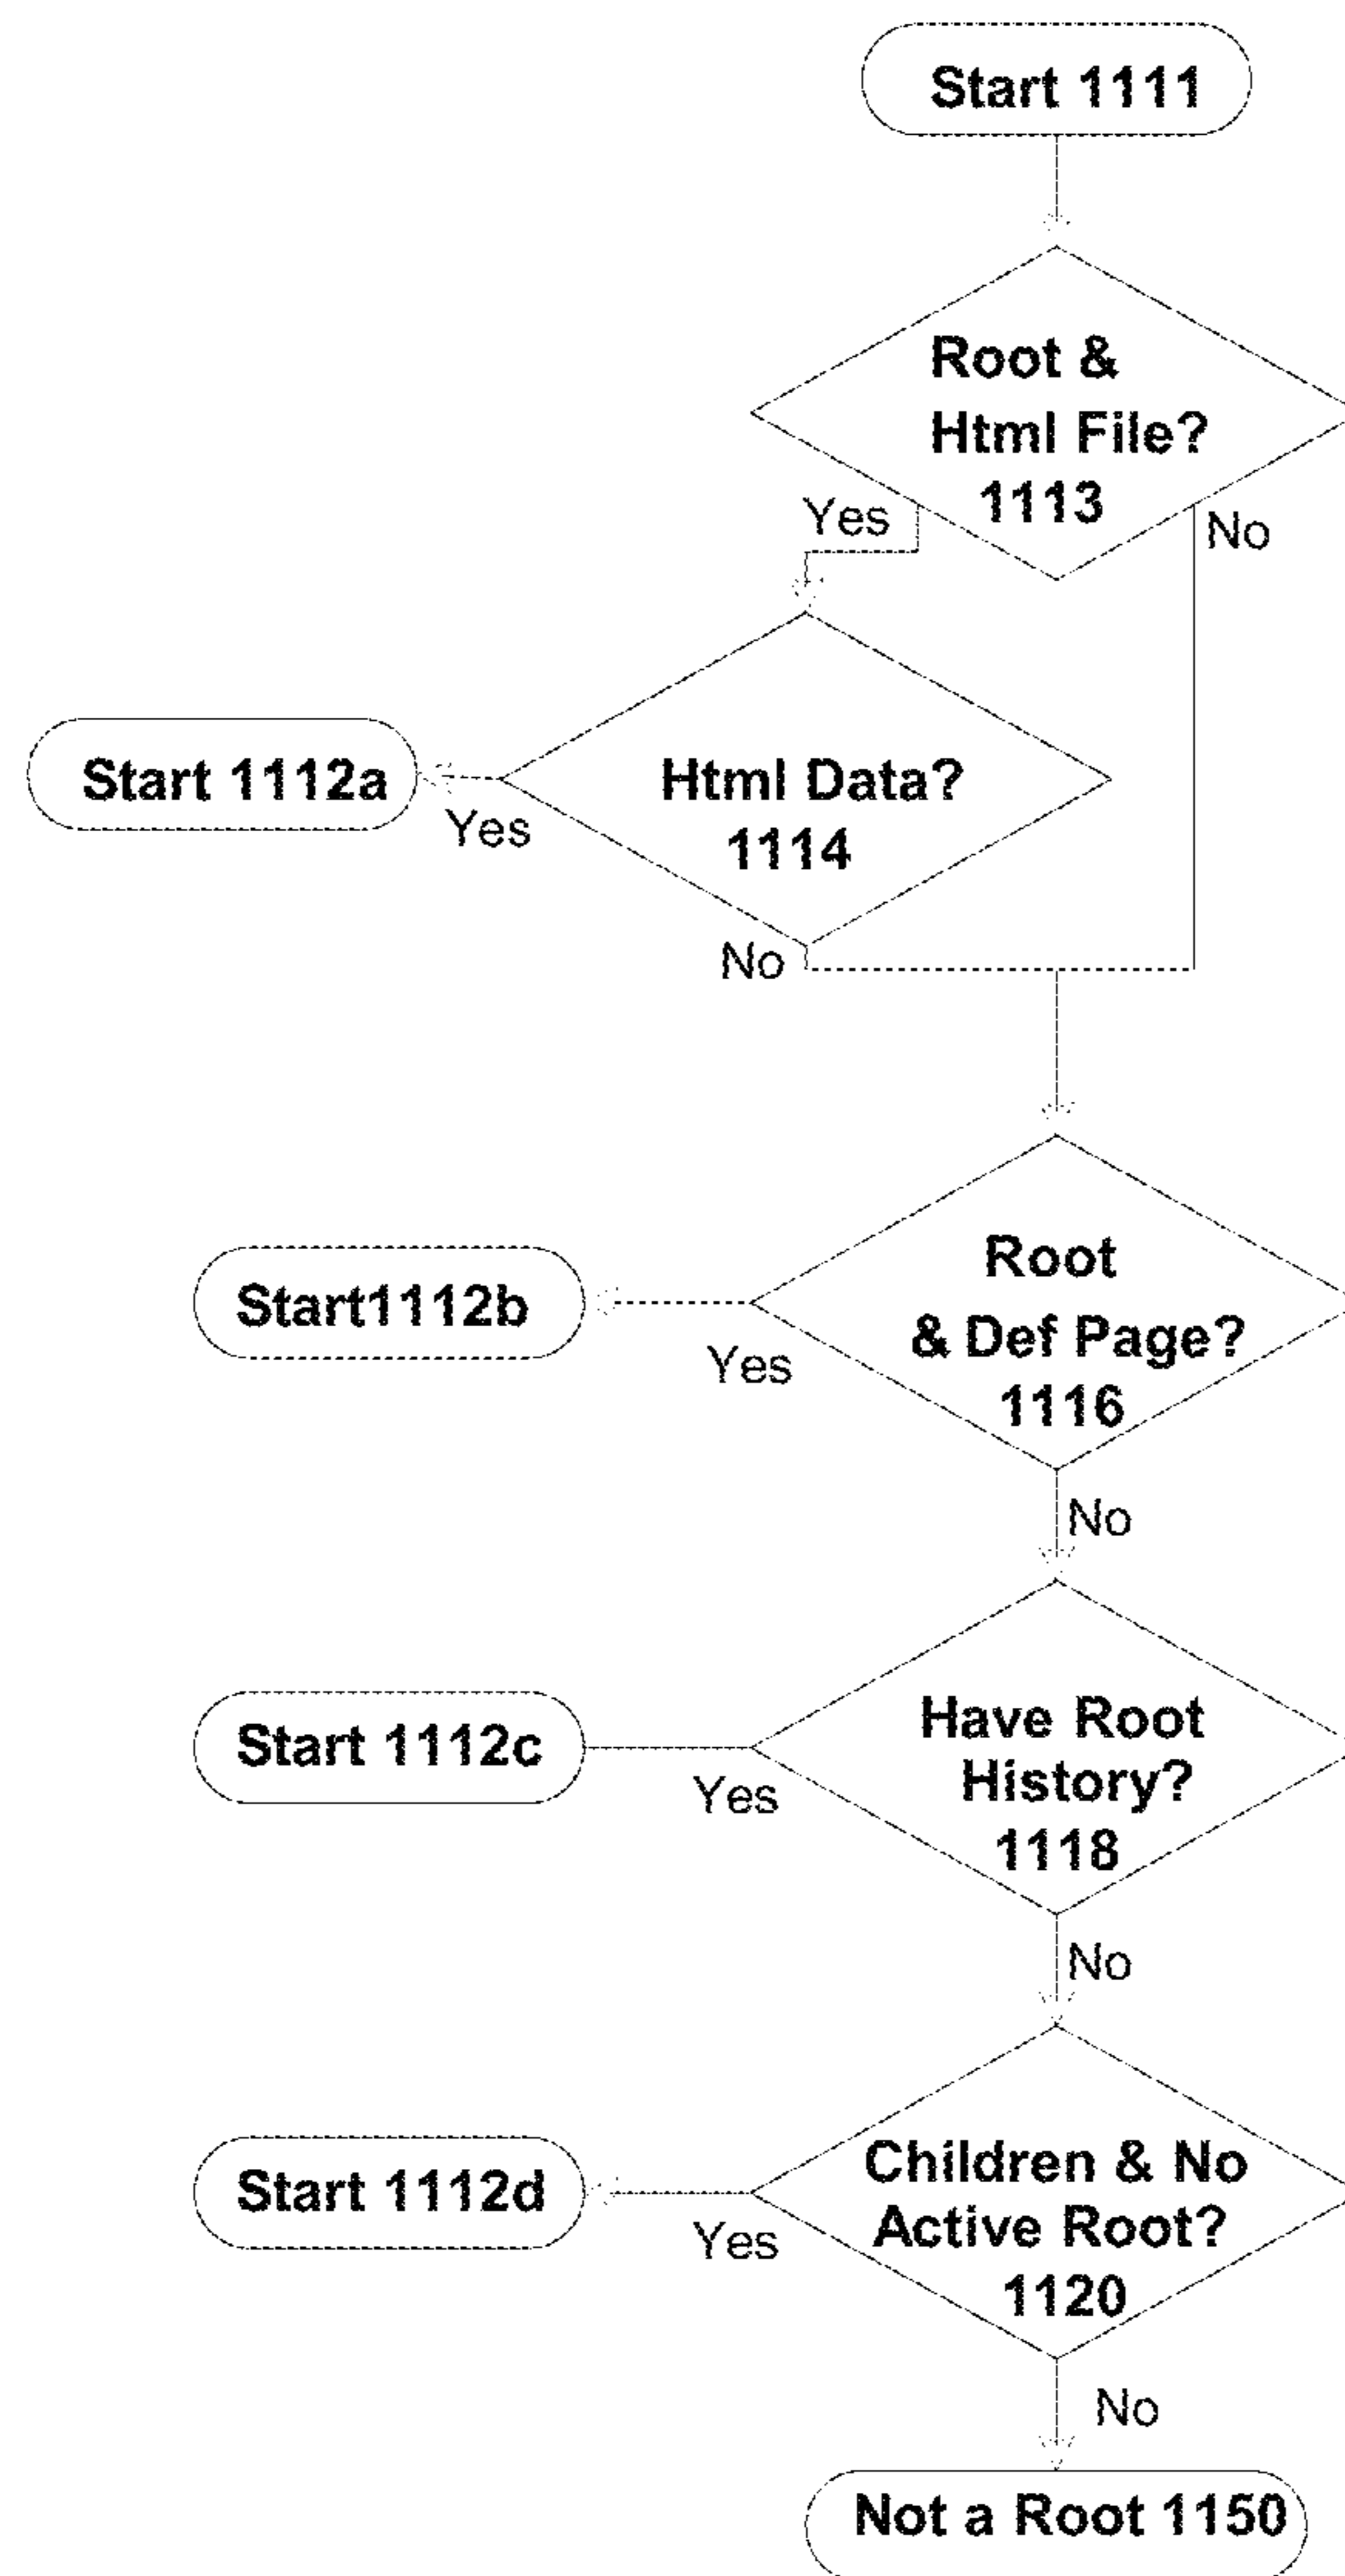 Start 1111
Root &
Html File?
1113
Yes
No
Html Data?
1114
Start 1112a
Yes
No
Root
& Def Page?
1116
Start1112b
Yes
No
Have Root
History?
1118
Start 1112c
Yes
No
Children & No
Active Root?
1120
Start 1112d
Yes
No
Not a Root 1150